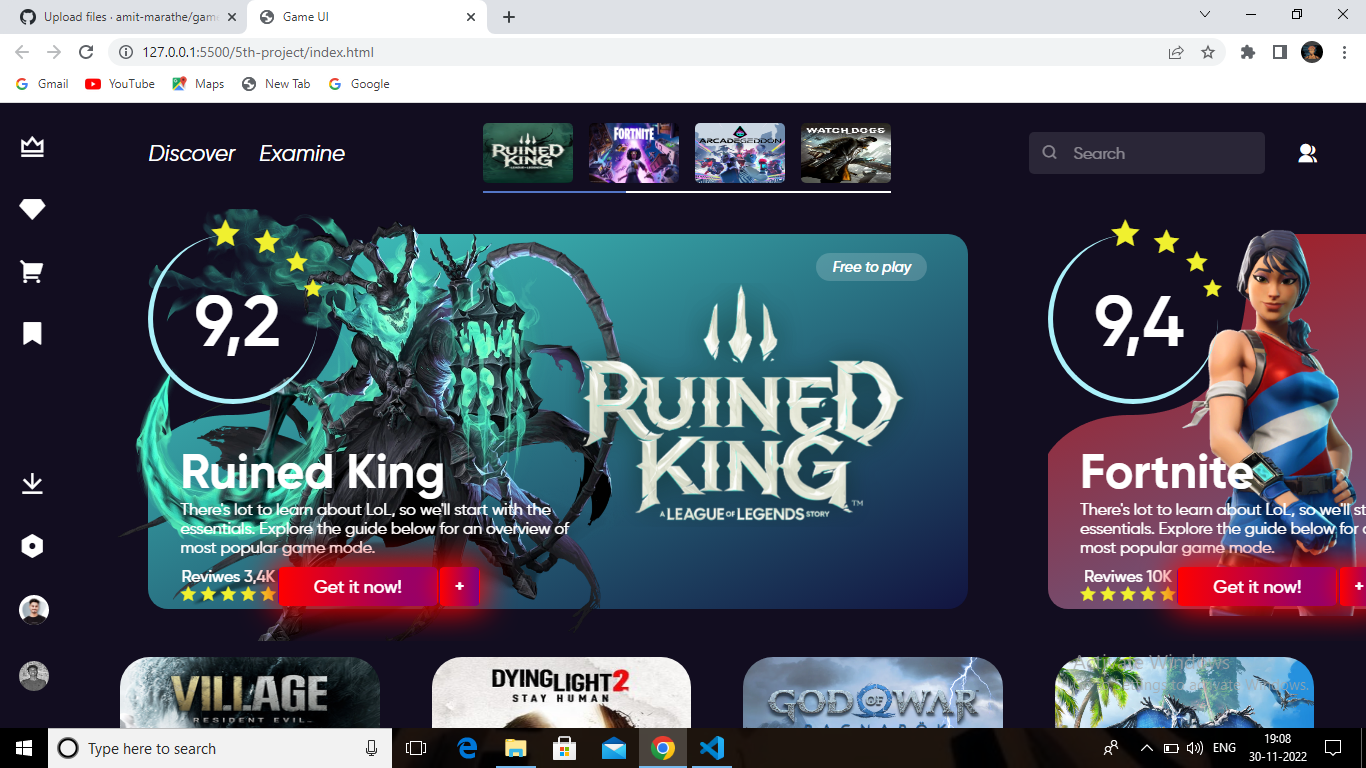 Upload files · amit-marathe/gam
Game UI
127.0.0.1:5500/5th-project/index.html
Gmail
YouTube
Maps
New Tab
Google
Discover
Examine
RUINED
KING
FORTNITE
ARCADEGEDDON
WATCH DOGS
Search
9,2
Free to play
RUINED
KING
™
A LEAGUE OF LEGENDS STORY
Ruined King
There's lot to learn about LoL, so we'll start with the
essentials. Explore the guide below for an overview of
most popular game mode.
Reviwes 3,4K
Get it now!
+
9,4
Fortnite
There's lot to learn about LoL, so we'll st
essentials. Explore the guide below for
most popular game mode.
Reviwes 10K
Get it now!
+
VILLAGE
RESIDENT EVIL
DYING LIGHT 2
STAY HUMAN
GOD OF WAR
RAGNARÖK
Activate Windows
Go to Settings to activate Windows.
Type here to search
ENG
19:08
30-11-2022